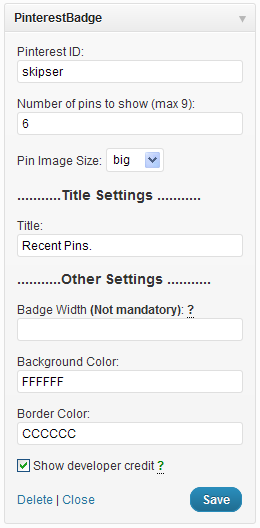 PinterestBadge
Pinterest ID:
skipser
Number of pins to show (max 9):
6
Pin Image Size: big
...........Title Settings ...........
Title:
Recent Pins.
...........Other Settings ...........
Badge Width (Not mandatory): ?
Background Color:
FFFFFF
Border Color:
CCCCCC
Show developer credit ?
Delete | Close Save